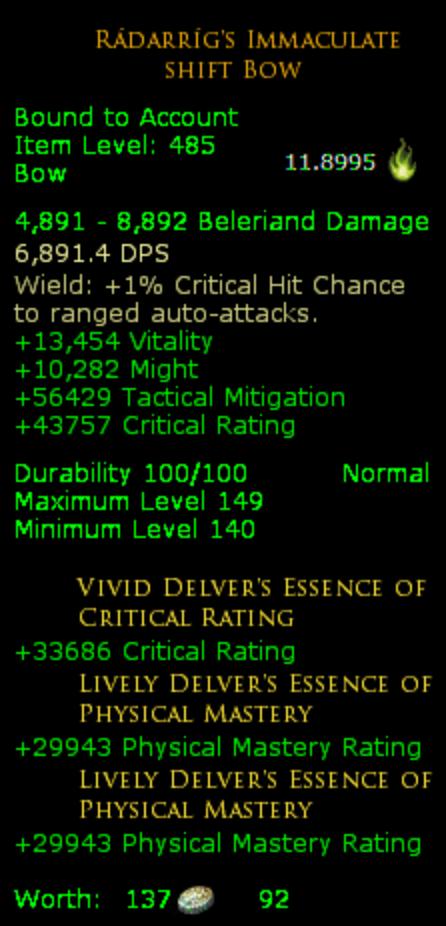 RÁDARRÍG'S IMMACULATE
SHIFT BOW
Bound to Account
Item Level: 485
11.8995
Bow
4,891 - 8,892 Beleriand Damage
6,891.4 DPS
Wield: +1% Critical Hit Chance
to ranged auto-attacks.
+13,454 Vitality
+10,282 Might
+56429 Tactical Mitigation
+43757 Critical Rating
Durability 100/100 Normal
Maximum Level 149
Minimum Level 140
VIVID DELVER'S ESSENCE OF
CRITICAL RATING
+33686 Critical Rating
LIVELY DELVER'S ESSENCE OF
PHYSICAL MASTERY
+29943 Physical Mastery Rating
LIVELY DELVER'S ESSENCE OF
PHYSICAL MASTERY
+29943 Physical Mastery Rating
Worth: 137 92